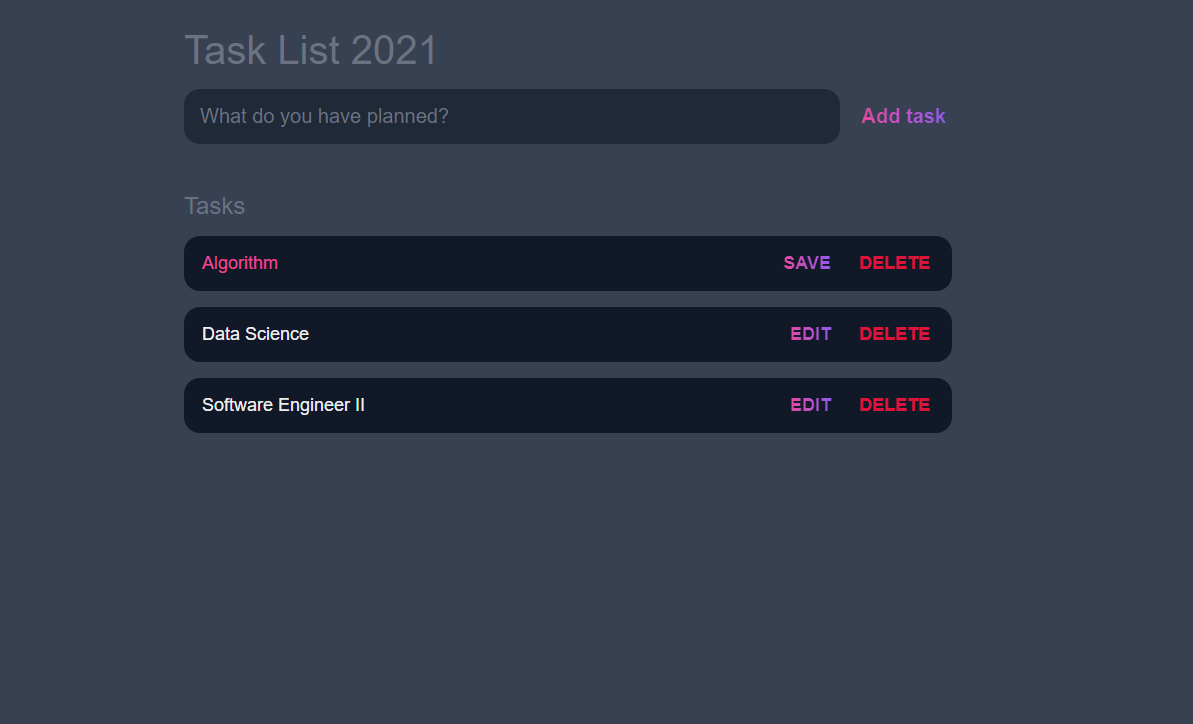 Task List 2021
What do you have planned? Add task
Tasks
Algorithm SAVE DELETE
Data Science EDIT DELETE
Software Engineer II EDIT DELETE